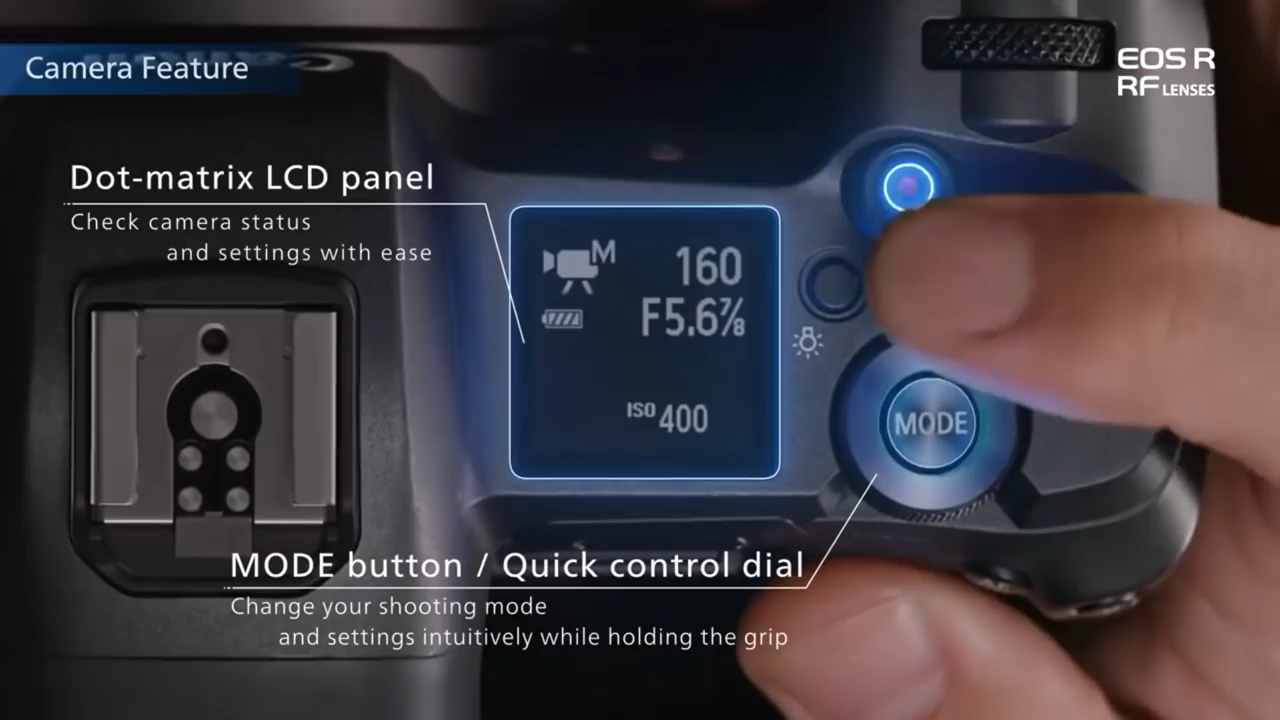 Camera Feature
EOS R
RF LENSES
Dot-matrix LCD panel
Check camera status
and settings with ease
M 160
F5.6⅞
ISO 400
MODE
MODE button / Quick control dial
Change your shooting mode
and settings intuitively while holding the grip